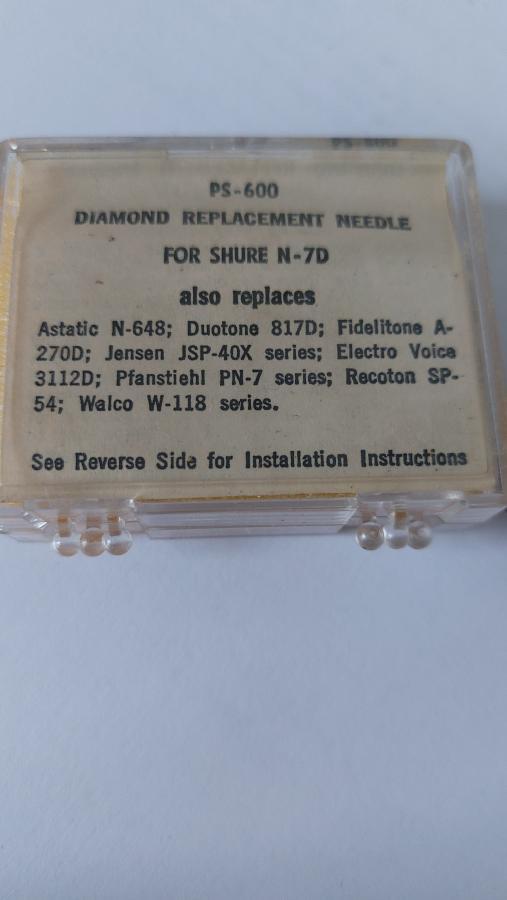 PS-600
PS-600
DIAMOND REPLACEMENT NEEDLE
FOR SHURE N-7D
also replaces
Astatic N-648; Duotone 817D; Fidelitone A-
270D; Jensen JSP-40X series; Electro Voice
3112D; Pfanstiehl PN-7 series; Recoton SP-
54; Walco W-118 series.
See Reverse Side for Installation Instructions